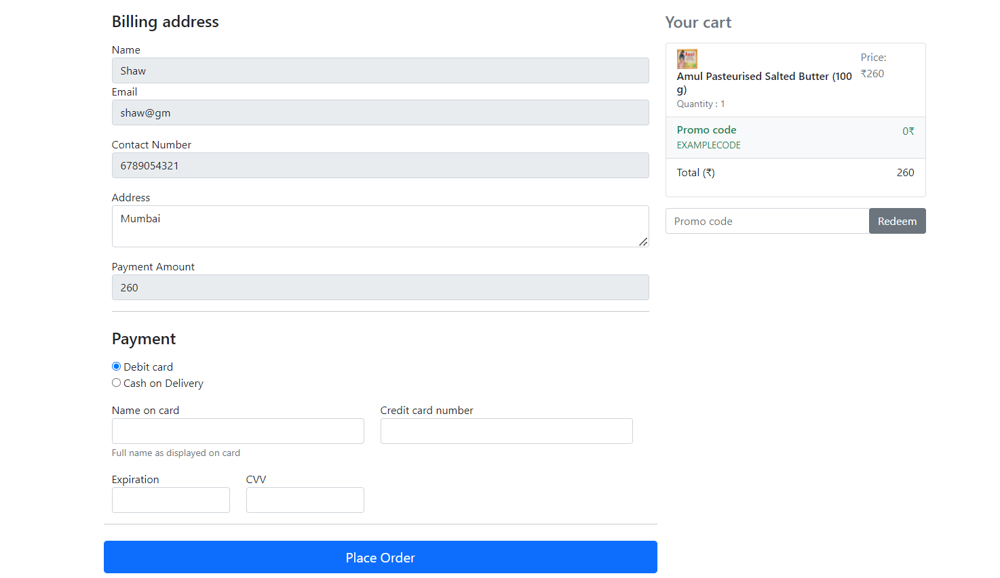 Billing address
Name
Shaw
Email
shaw@gm
Contact Number
6789054321
Address
Mumbai
Payment Amount
260
Payment
Debit card
Cash on Delivery
Name on card
Credit card number
Full name as displayed on card
Expiration
CVV
Place Order
Your cart
Amul
Amul Pasteurised Salted Butter (100
g)
Quantity : 1
Price:
₹260
Promo code
0₹
EXAMPLECODE
Total (₹)
260
Promo code
Redeem